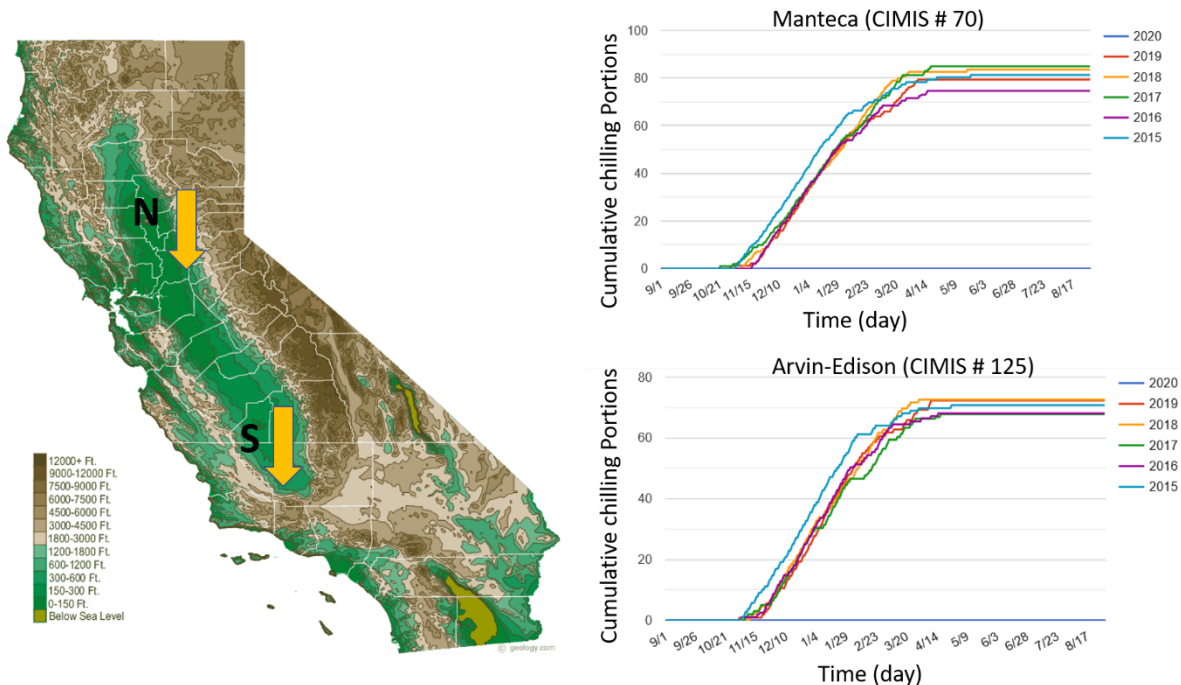 N
S
12000+ Ft.
9000-12000 Ft.
7500-9000 Ft.
6000-7500 Ft.
4500-6000 Ft.
3000-4500 Ft.
1800-3000 Ft.
1200-1800 Ft.
600-1200 Ft.
300-600 Ft.
150-300 Ft.
0-150 Ft.
Below Sea Level
© geology.com
Manteca (CIMIS # 70)
Cumulative chilling Portions
100
80
60
40
20
0
9/1 9/26 10/21 11/15 12/10 1/4 1/29 2/23 3/20 4/14 5/9 6/3 6/28 7/23 8/17
Time (day)
2020
2019
2018
2017
2016
2015
Arvin-Edison (CIMIS # 125)
Cumulative chilling Portions
80
60
40
20
0
9/1 9/26 10/21 11/15 12/10 1/4 1/29 2/23 3/20 4/14 5/9 6/3 6/28 7/23 8/17
Time (day)
2020
2019
2018
2017
2016
2015